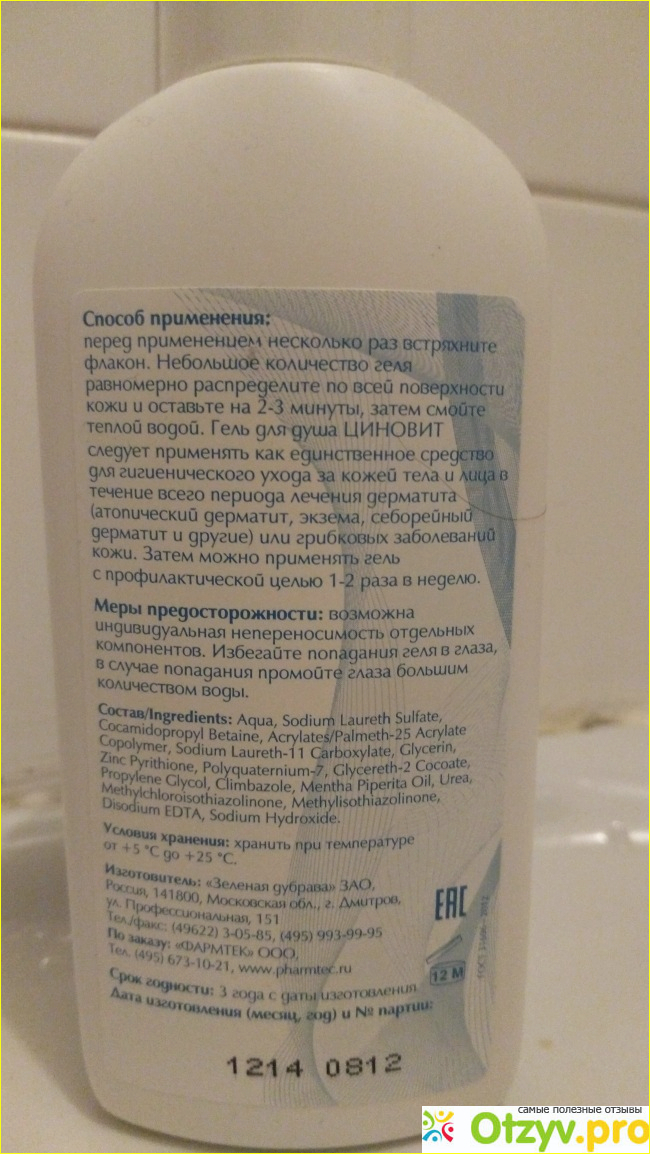 Способ применения:
перед применением несколько раз встряхните
флакон. Небольшое количество геля
равномерно распределите по всей поверхности
кожи и оставьте на 2-3 минуты, затем смойте
теплой водой. Гель для душа ЦИНОВИТ
следует применять как единственное средство
для гигиенического ухода за кожей тела и лица в
течение всего периода лечения дерматита
(атопический дерматит, экзема, себорейный
дерматит и другие) или грибковых заболеваний
кожи. Затем можно применять гель
с профилактической целью 1-2 раза в неделю.
Меры предосторожности: возможна
индивидуальная непереносимость отдельных
компонентов. Избегайте попадания геля в глаза,
в случае попадания промойте глаза большим
количеством воды.
Состав/Ingredients: Aqua, Sodium Laureth Sulfate,
Cocamidopropyl Betaine, Acrylates/Palmeth-25 Acrylate
Copolymer, Sodium Laureth-11 Carboxylate, Glycerin,
Zinc Pyrithione, Polyquaternium-7, Glycereth-2 Cocoate,
Propylene Glycol, Climbazole, Mentha Piperita Oil, Urea,
Methylchloroisothiazolinone, Methylisothiazolinone,
Disodium EDTA, Sodium Hydroxide.
Условия хранения: хранить при температуре
от +5 °С до +25 °С.
Изготовитель: «Зеленая дубрава» ЗАО,
Россия, 141800, Московская обл., г. Дмитров,
ул. Профессиональная, 151
Тел./факс: (49622) 3-05-85, (495) 993-99-95
По заказу: «ФАРМТЕК» ООО,
Тел. (495) 673-10-21, www.pharmtec.ru
Срок годности: 3 года с даты изготовления
Дата изготовления (месяц, год) и № партии:
EAC
12 M
1214 0812
самые полезные отзывы
Otzyv.pro